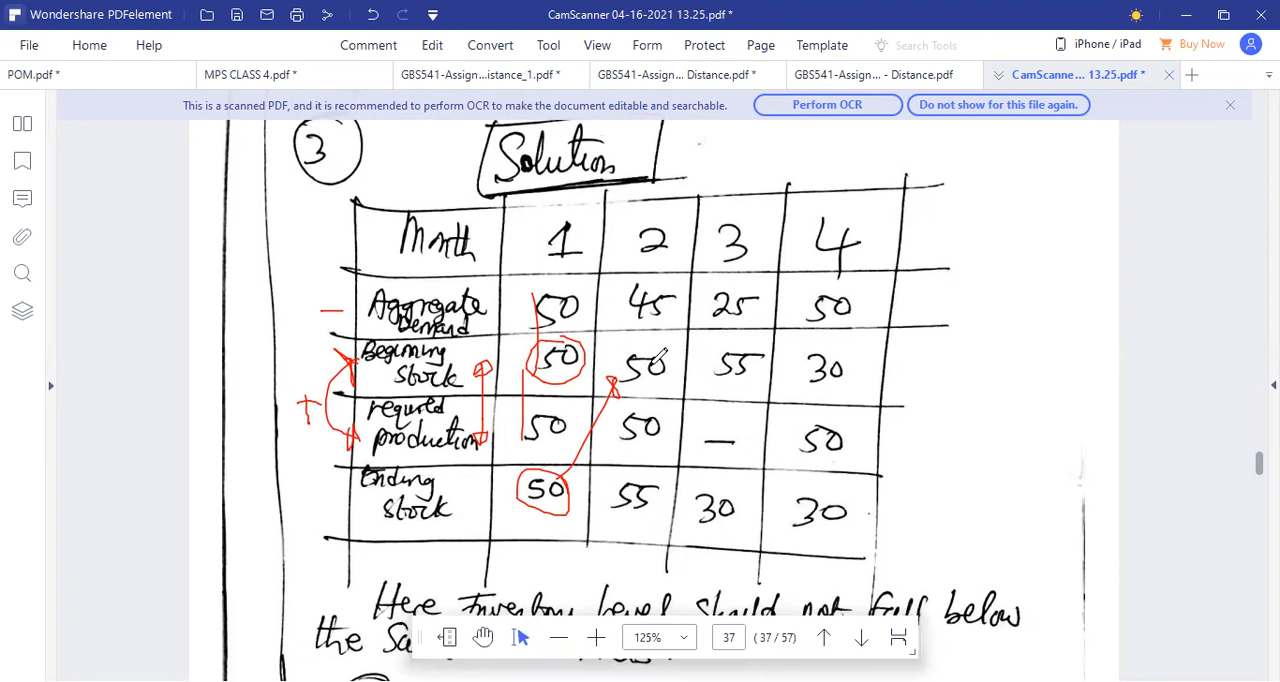 Wondershare PDFelement
CamScanner 04-16-2021 13.25.pdf *
File Home Help Comment Edit Convert Tool View Form Protect Page Template Search Tools iPhone / iPad Buy Now
POM.pdf * MPS CLASS 4.pdf * GBS541-Assign...istance_1.pdf * GBS541-Assign... Distance.pdf * GBS541-Assign... - Distance.pdf CamScanner ... 13.25.pdf *
This is a scanned PDF, and it is recommended to perform OCR to make the document editable and searchable. Perform OCR Do not show for this file again.
3 Solution
Month 1 2 3 4
Aggregate Demand 50 45 25 50
Beginning stock 50 50 55 30
required production 50 50 — 50
Ending stock 50 55 30 30
Here Inventory level should not fall below
the
125% 37 (37 / 57)